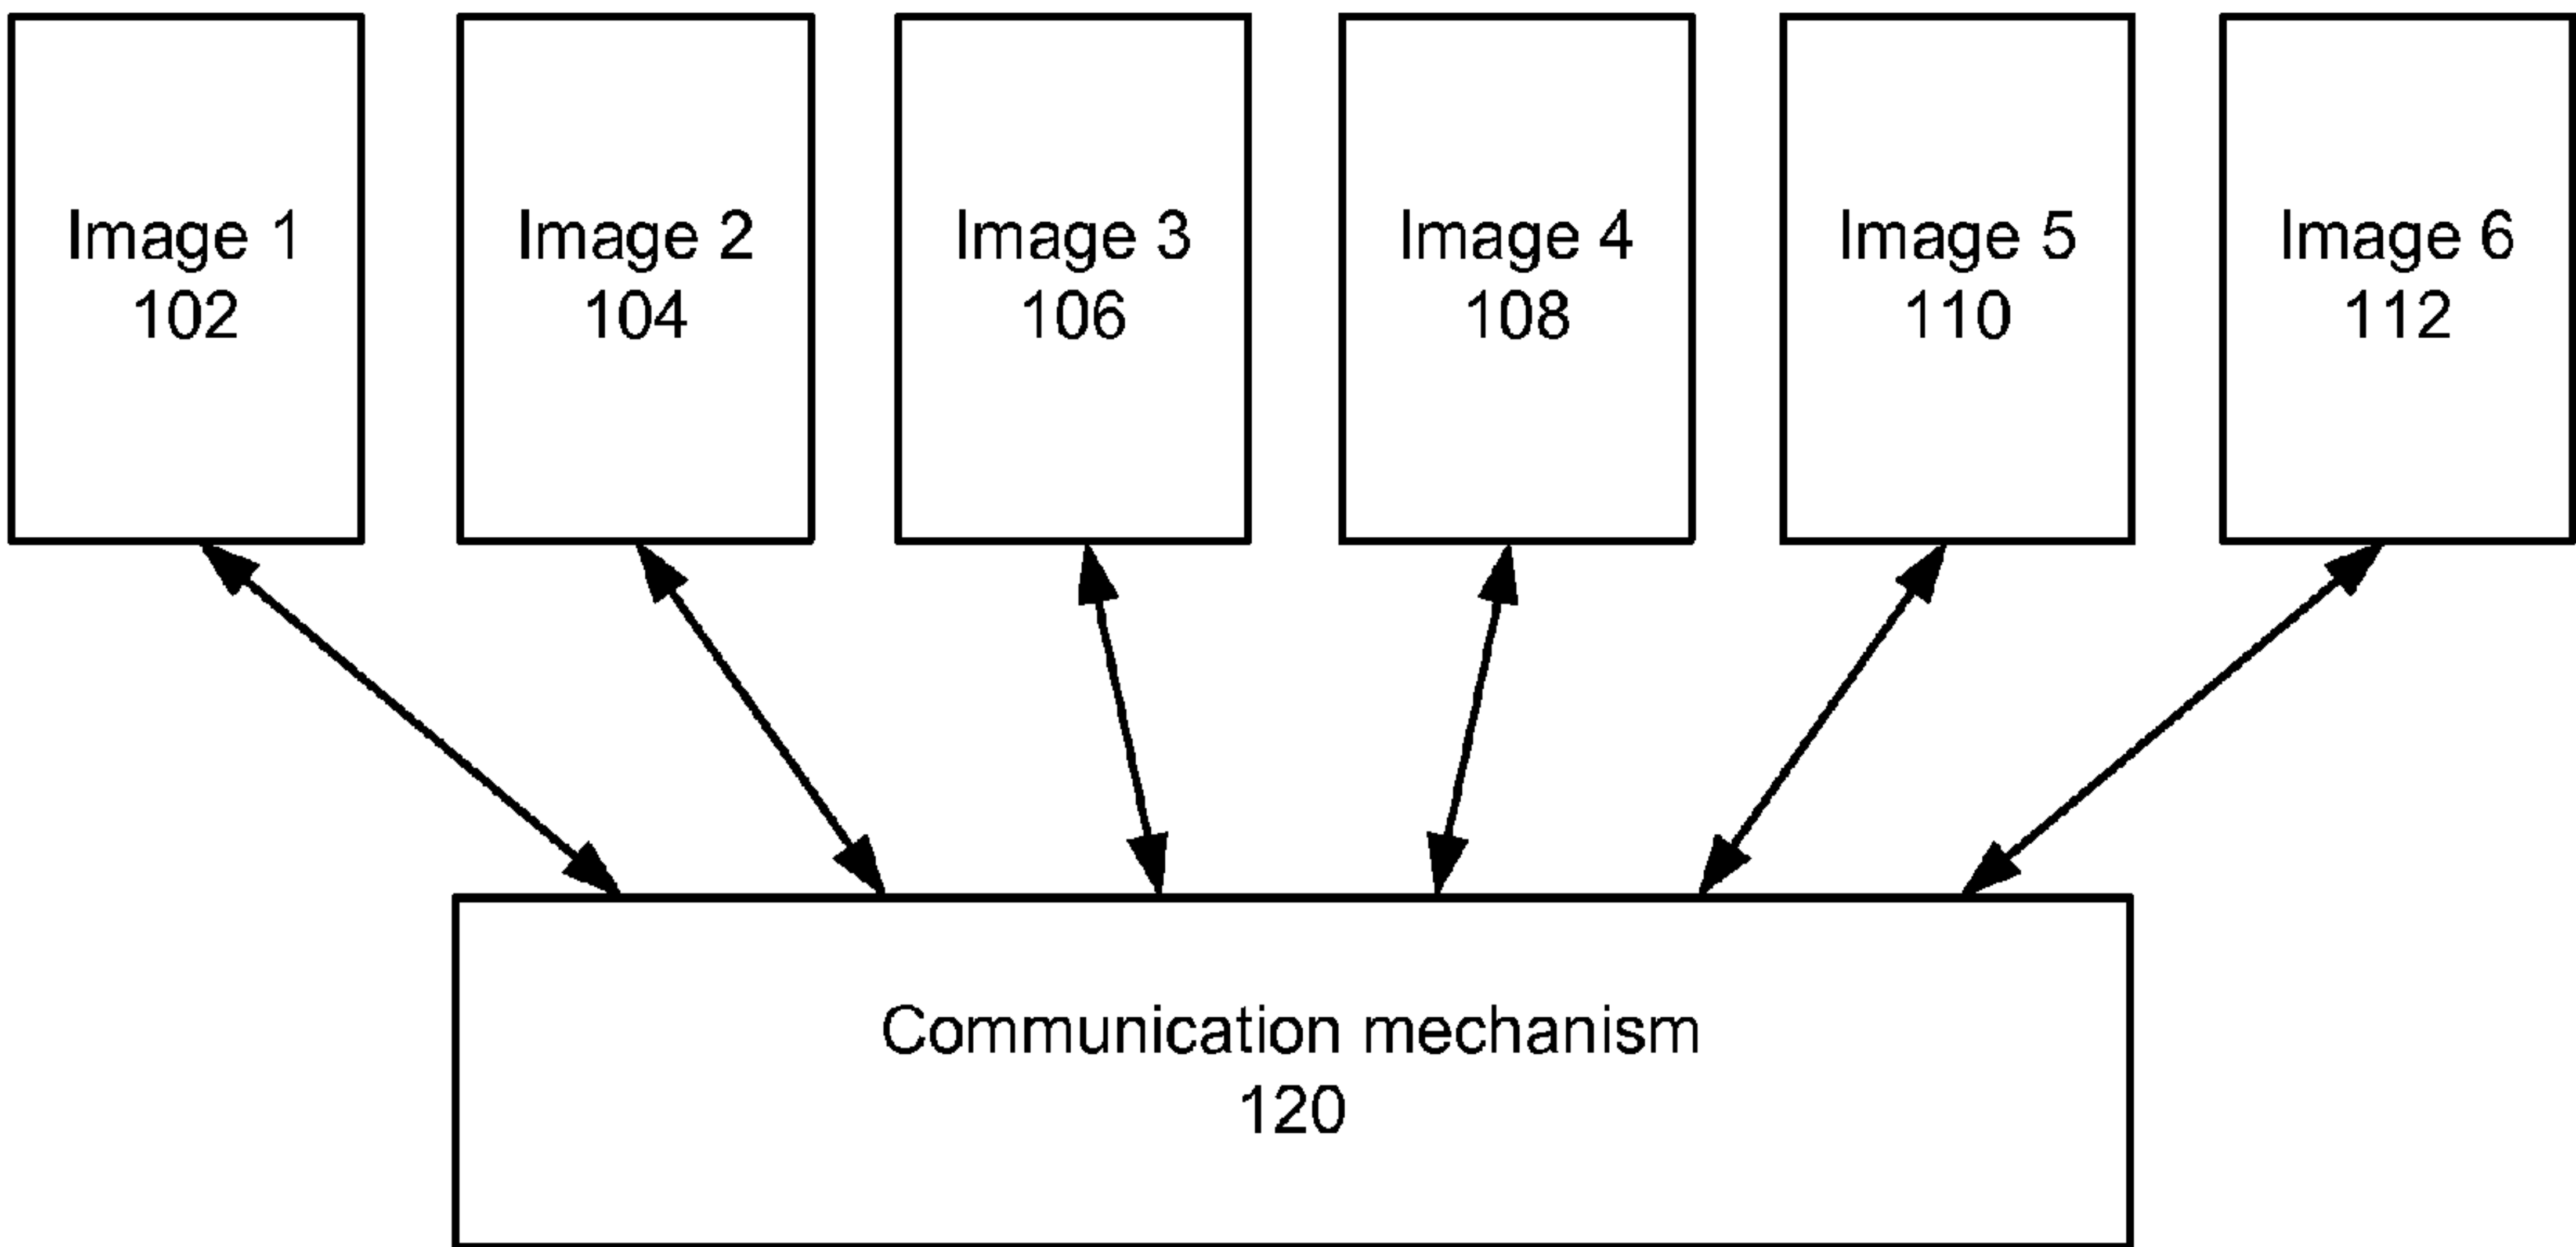 Image 1
102
Image 2
104
Image 3
106
Image 4
108
Image 5
110
Image 6
112
Communication mechanism
120